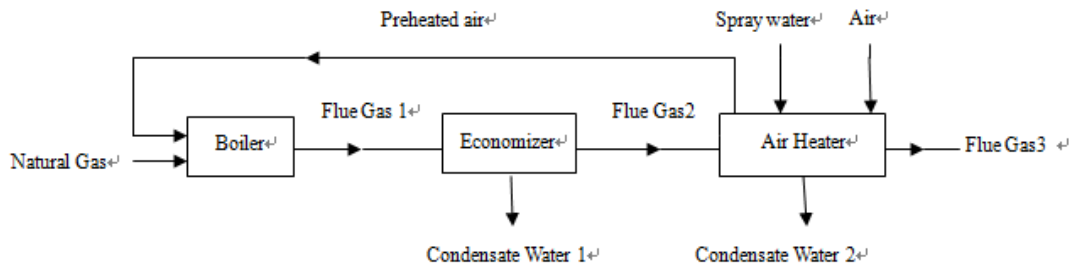 Preheated air↵
Spray water↵
Air↵
Flue Gas 1↵
Flue Gas2
Boiler↵
Economizer↵
Air Heater↵
Natural Gas↵
Flue Gas3 ↵
Condensate Water 1↵
Condensate Water 2↵